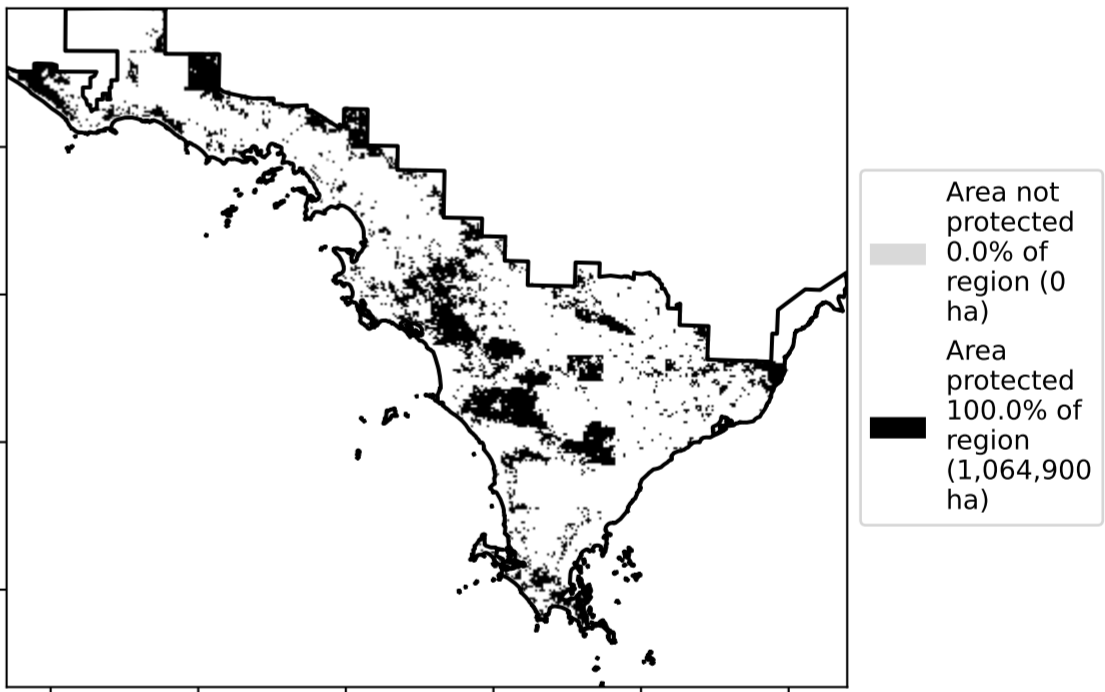 Area not
protected
0.0% of
region (0
ha)
Area
protected
100.0% of
region
(1,064,900
ha)